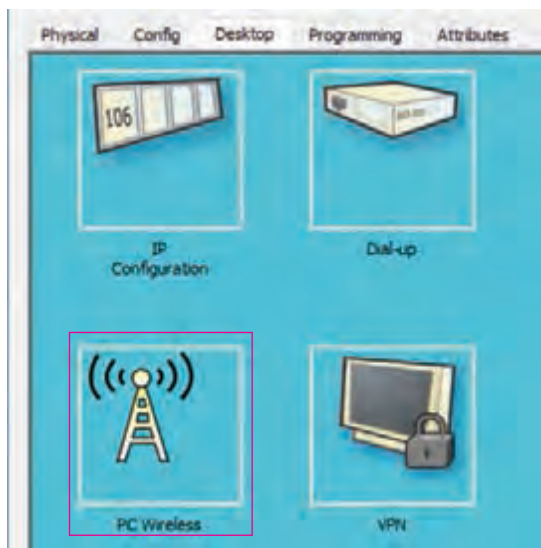 Physical Config Desktop Programming Attributes
106
IP
Configuration
Dial-up
PC Wireless
VPN